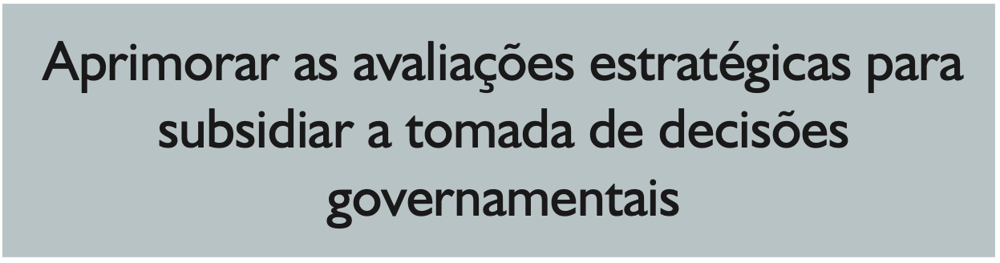 Aprimorar as avaliações estratégicas para
subsidiar a tomada de decisões
governamentais